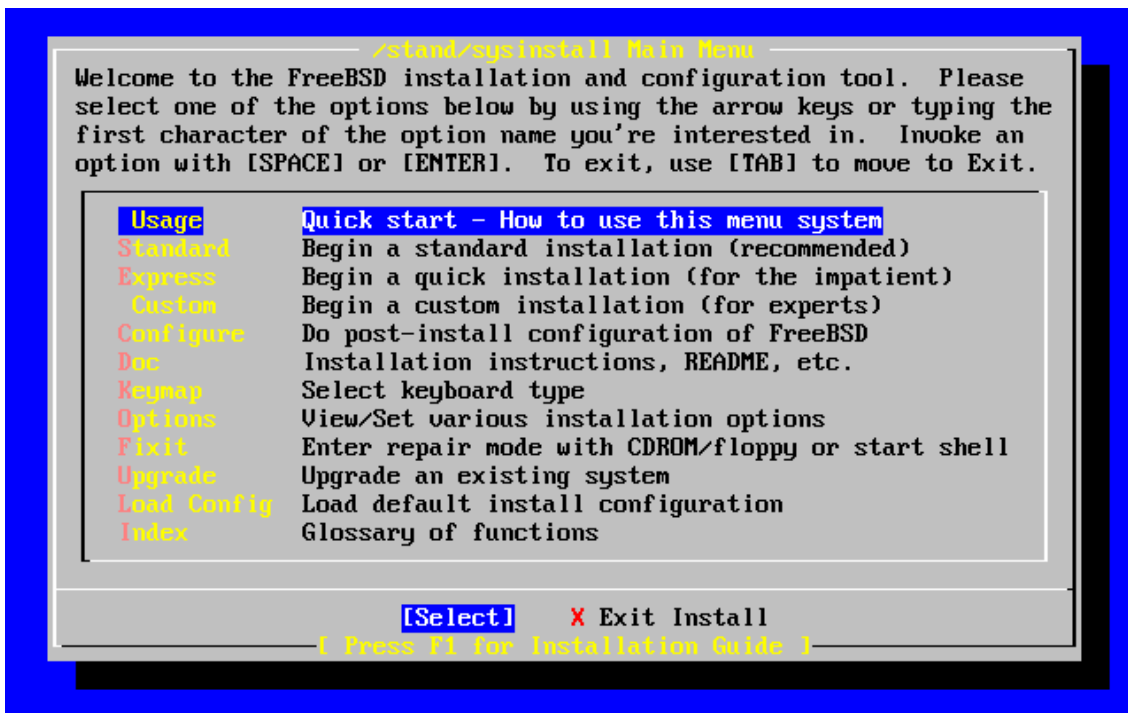 /stand/sysinstall Main Menu
Welcome to the FreeBSD installation and configuration tool.  Please
select one of the options below by using the arrow keys or typing the
first character of the option name you're interested in.  Invoke an
option with [SPACE] or [ENTER].  To exit, use [TAB] to move to Exit.
Usage Quick start - How to use this menu system
Standard Begin a standard installation (recommended)
Express Begin a quick installation (for the impatient)
Custom Begin a custom installation (for experts)
Configure Do post-install configuration of FreeBSD
Doc Installation instructions, README, etc.
Keymap Select keyboard type
Options View/Set various installation options
Fixit Enter repair mode with CDROM/floppy or start shell
Upgrade Upgrade an existing system
Load Config Load default install configuration
Index Glossary of functions
[Select] X Exit Install
[ Press F1 for Installation Guide ]